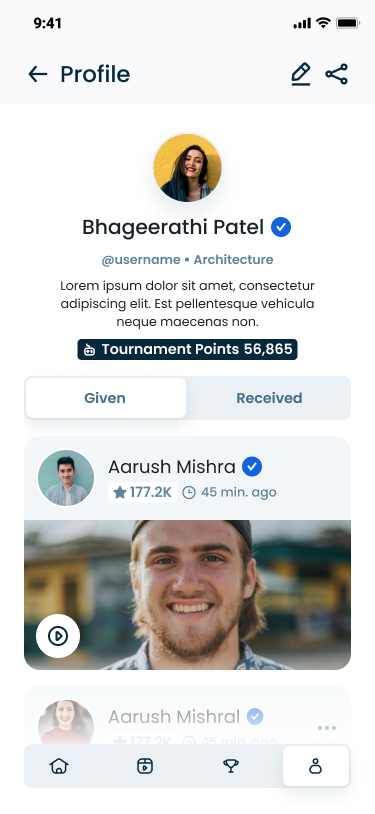 9:41
Profile
Bhageerathi Patel
@username • Architecture
Lorem ipsum dolor sit amet, consectetur
adipiscing elit. Est pellentesque vehicula
neque maecenas non.
Tournament Points 56,865
Given Received
Aarush Mishra
177.2K 45 min. ago
Aarush Mishral
177.2K 45 min. ago